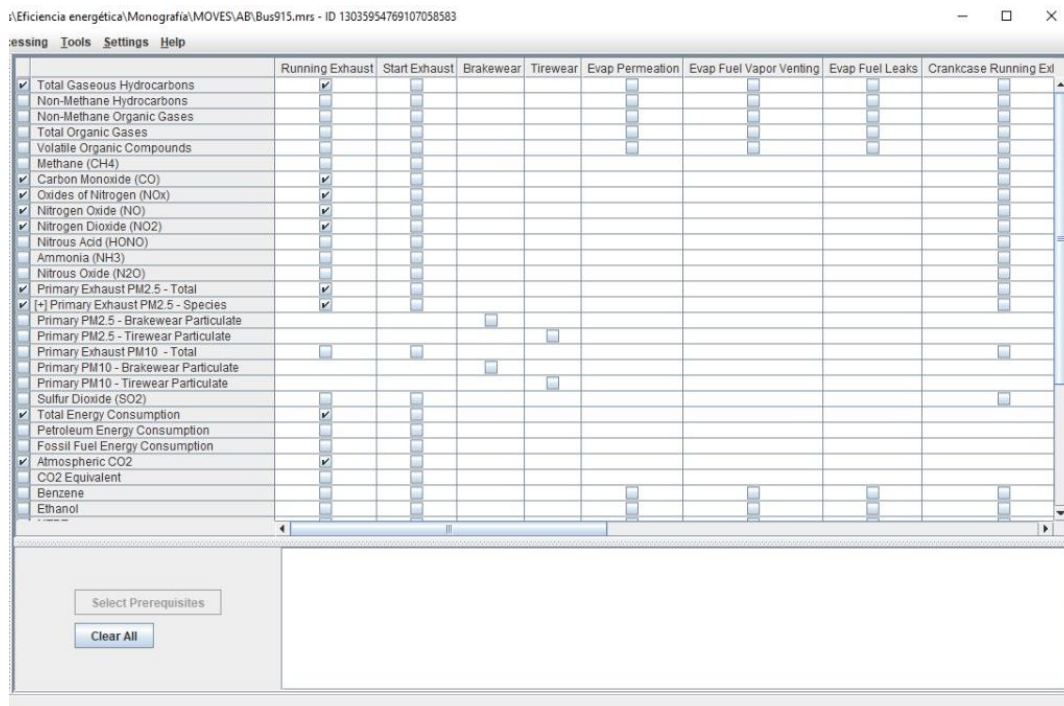 s\Eficiencia energética\Monografía\MOVES\AB\Bus915.mrs - ID 13035954769107058583
essing Tools Settings Help
Running Exhaust Start Exhaust Brakewear Tirewear Evap Permeation Evap Fuel Vapor Venting Evap Fuel Leaks Crankcase Running Ex
Total Gaseous Hydrocarbons
Non-Methane Hydrocarbons
Non-Methane Organic Gases
Total Organic Gases
Volatile Organic Compounds
Methane (CH4)
Carbon Monoxide (CO)
Oxides of Nitrogen (NOx)
Nitrogen Oxide (NO)
Nitrogen Dioxide (NO2)
Nitrous Acid (HONO)
Ammonia (NH3)
Nitrous Oxide (N2O)
Primary Exhaust PM2.5 - Total
[+] Primary Exhaust PM2.5 - Species
Primary PM2.5 - Brakewear Particulate
Primary PM2.5 - Tirewear Particulate
Primary Exhaust PM10 - Total
Primary PM10 - Brakewear Particulate
Primary PM10 - Tirewear Particulate
Sulfur Dioxide (SO2)
Total Energy Consumption
Petroleum Energy Consumption
Fossil Fuel Energy Consumption
Atmospheric CO2
CO2 Equivalent
Benzene
Ethanol
Select Prerequisites
Clear All